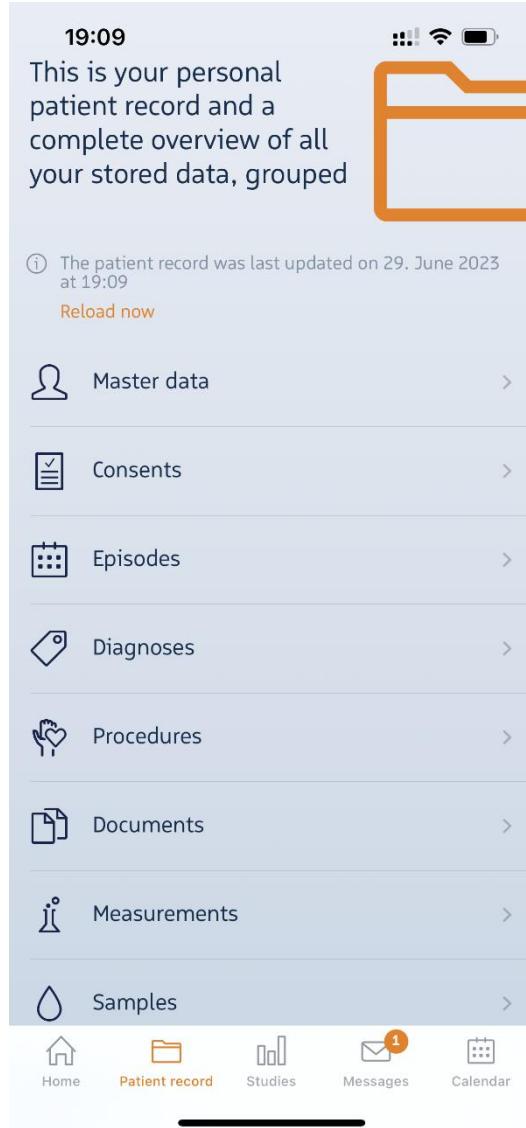 19:09
This is your personal
patient record and a
complete overview of all
your stored data, grouped
The patient record was last updated on 29. June 2023
at 19:09
Reload now
Master data
Consents
Episodes
Diagnoses
Procedures
Documents
Measurements
Samples
1
Home
Patient record
Studies
Messages
Calendar